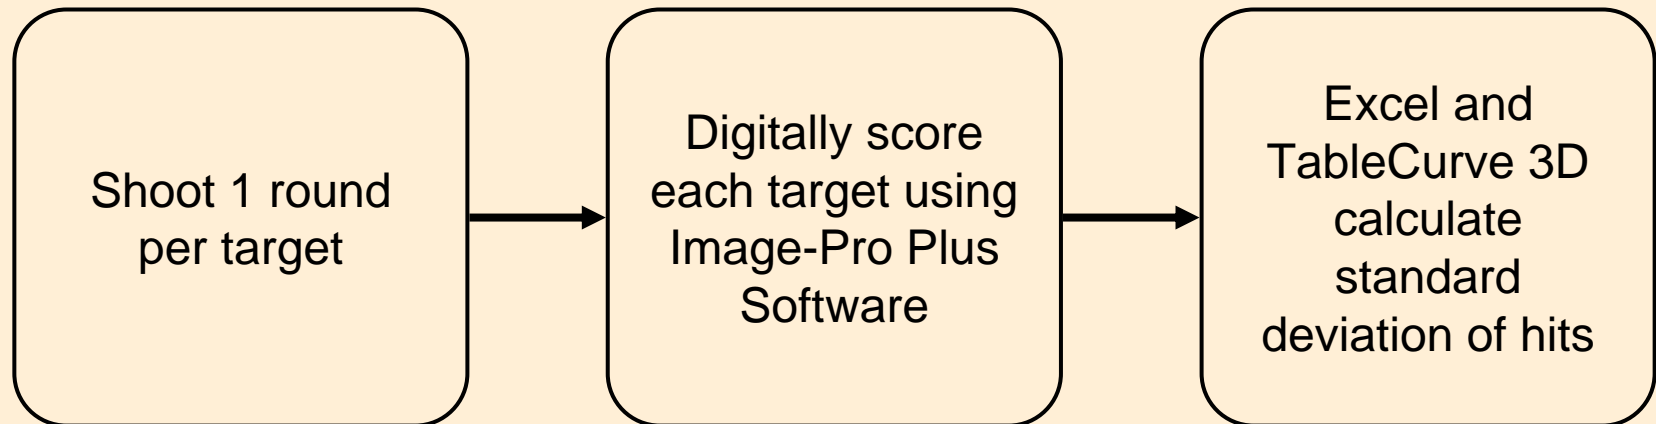 Shoot 1 round
per target
Digitally score
each target using
Image-Pro Plus
Software
Excel and
TableCurve 3D
calculate
standard
deviation of hits